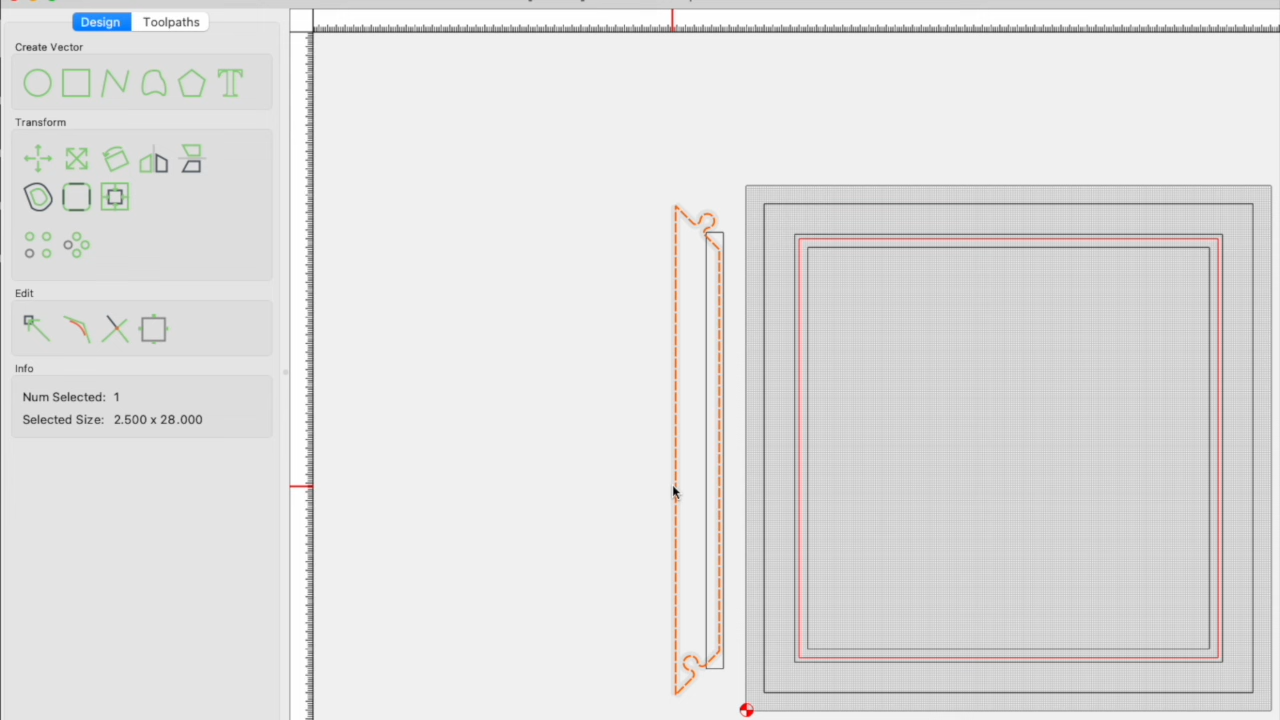 Design Toolpaths
Create Vector
Transform
Edit
Info
Num Selected: 1
Selected Size: 2.500 x 28.000